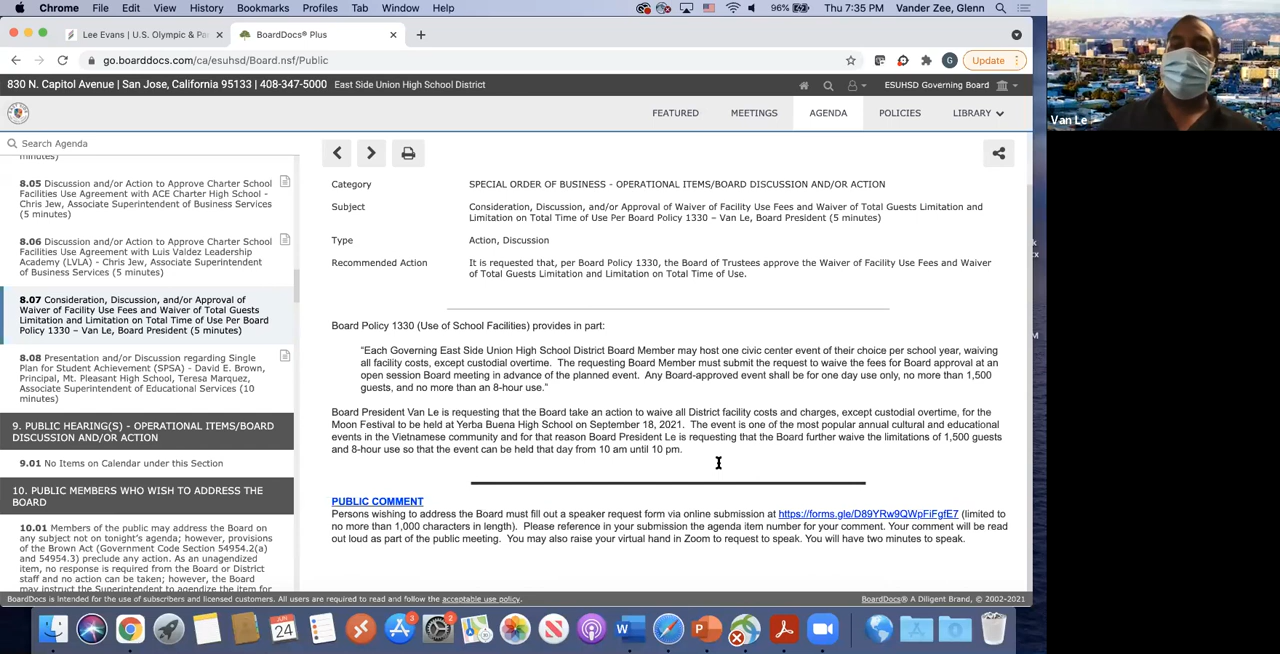 Chrome File Edit View History Bookmarks Profiles Tab Window Help 96% Thu 7:35 PM Vander Zee, Glenn
Lee Evans | U.S. Olympic & Pa BoardDocs® Plus
go.boarddocs.com/ca/esuhsd/Board.nsf/Public G Update
830 N. Capitol Avenue | San Jose, California 95133 | 408-347-5000 East Side Union High School District ESUHSD Governing Board
FEATURED MEETINGS AGENDA POLICIES LIBRARY
Search Agenda
minutes)
8.05 Discussion and/or Action to Approve Charter School
Facilities Use Agreement with ACE Charter High School -
Chris Jew, Associate Superintendent of Business Services
(5 minutes)
8.06 Discussion and/or Action to Approve Charter School
Facilities Use Agreement with Luis Valdez Leadership
Academy (LVLA) - Chris Jew, Associate Superintendent
of Business Services (5 minutes)
8.07 Consideration, Discussion, and/or Approval of
Waiver of Facility Use Fees and Waiver of Total Guests
Limitation and Limitation on Total Time of Use Per Board
Policy 1330 – Van Le, Board President (5 minutes)
8.08 Presentation and/or Discussion regarding Single
Plan for Student Achievement (SPSA) - David E. Brown,
Principal, Mt. Pleasant High School, Teresa Marquez,
Associate Superintendent of Educational Services (10
minutes)
9. PUBLIC HEARING(S) - OPERATIONAL ITEMS/BOARD
DISCUSSION AND/OR ACTION
9.01 No Items on Calendar under this Section
10. PUBLIC MEMBERS WHO WISH TO ADDRESS THE
BOARD
10.01 Members of the public may address the Board on
any subject not on tonight's agenda; however, provisions
of the Brown Act (Government Code Section 54954.2(a)
and 54954.3) preclude any action. As an unagendized
item, no response is required from the Board or District
staff and no action can be taken; however, the Board
may instruct the Superintendent to agendize the item for
Category SPECIAL ORDER OF BUSINESS - OPERATIONAL ITEMS/BOARD DISCUSSION AND/OR ACTION
Subject Consideration, Discussion, and/or Approval of Waiver of Facility Use Fees and Waiver of Total Guests Limitation and
Limitation on Total Time of Use Per Board Policy 1330 – Van Le, Board President (5 minutes)
Type Action, Discussion
Recommended Action It is requested that, per Board Policy 1330, the Board of Trustees approve the Waiver of Facility Use Fees and Waiver
of Total Guests Limitation and Limitation on Total Time of Use.
Board Policy 1330 (Use of School Facilities) provides in part:
“Each Governing East Side Union High School District Board Member may host one civic center event of their choice per school year, waiving
all facility costs, except custodial overtime. The requesting Board Member must submit the request to waive the fees for Board approval at an
open session Board meeting in advance of the planned event. Any Board-approved event shall be for one day use only, no more than 1,500
guests, and no more than an 8-hour use.”
Board President Van Le is requesting that the Board take an action to waive all District facility costs and charges, except custodial overtime, for the
Moon Festival to be held at Yerba Buena High School on September 18, 2021. The event is one of the most popular annual cultural and educational
events in the Vietnamese community and for that reason Board President Le is requesting that the Board further waive the limitations of 1,500 guests
and 8-hour use so that the event can be held that day from 10 am until 10 pm.
PUBLIC COMMENT
Persons wishing to address the Board must fill out a speaker request form via online submission at https://forms.gle/D89YRw9QWpFiFgfE7 (limited to
no more than 1,000 characters in length). Please reference in your submission the agenda item number for your comment. Your comment will be read
out loud as part of the public meeting. You may also raise your virtual hand in Zoom to request to speak. You will have two minutes to speak.
BoardDocs is intended for the use of subscribers and licensed customers. All users are required to read and follow the acceptable use policy. BoardDocs® A Diligent Brand, © 2002-2021
JUN
24
3
2
Van Le